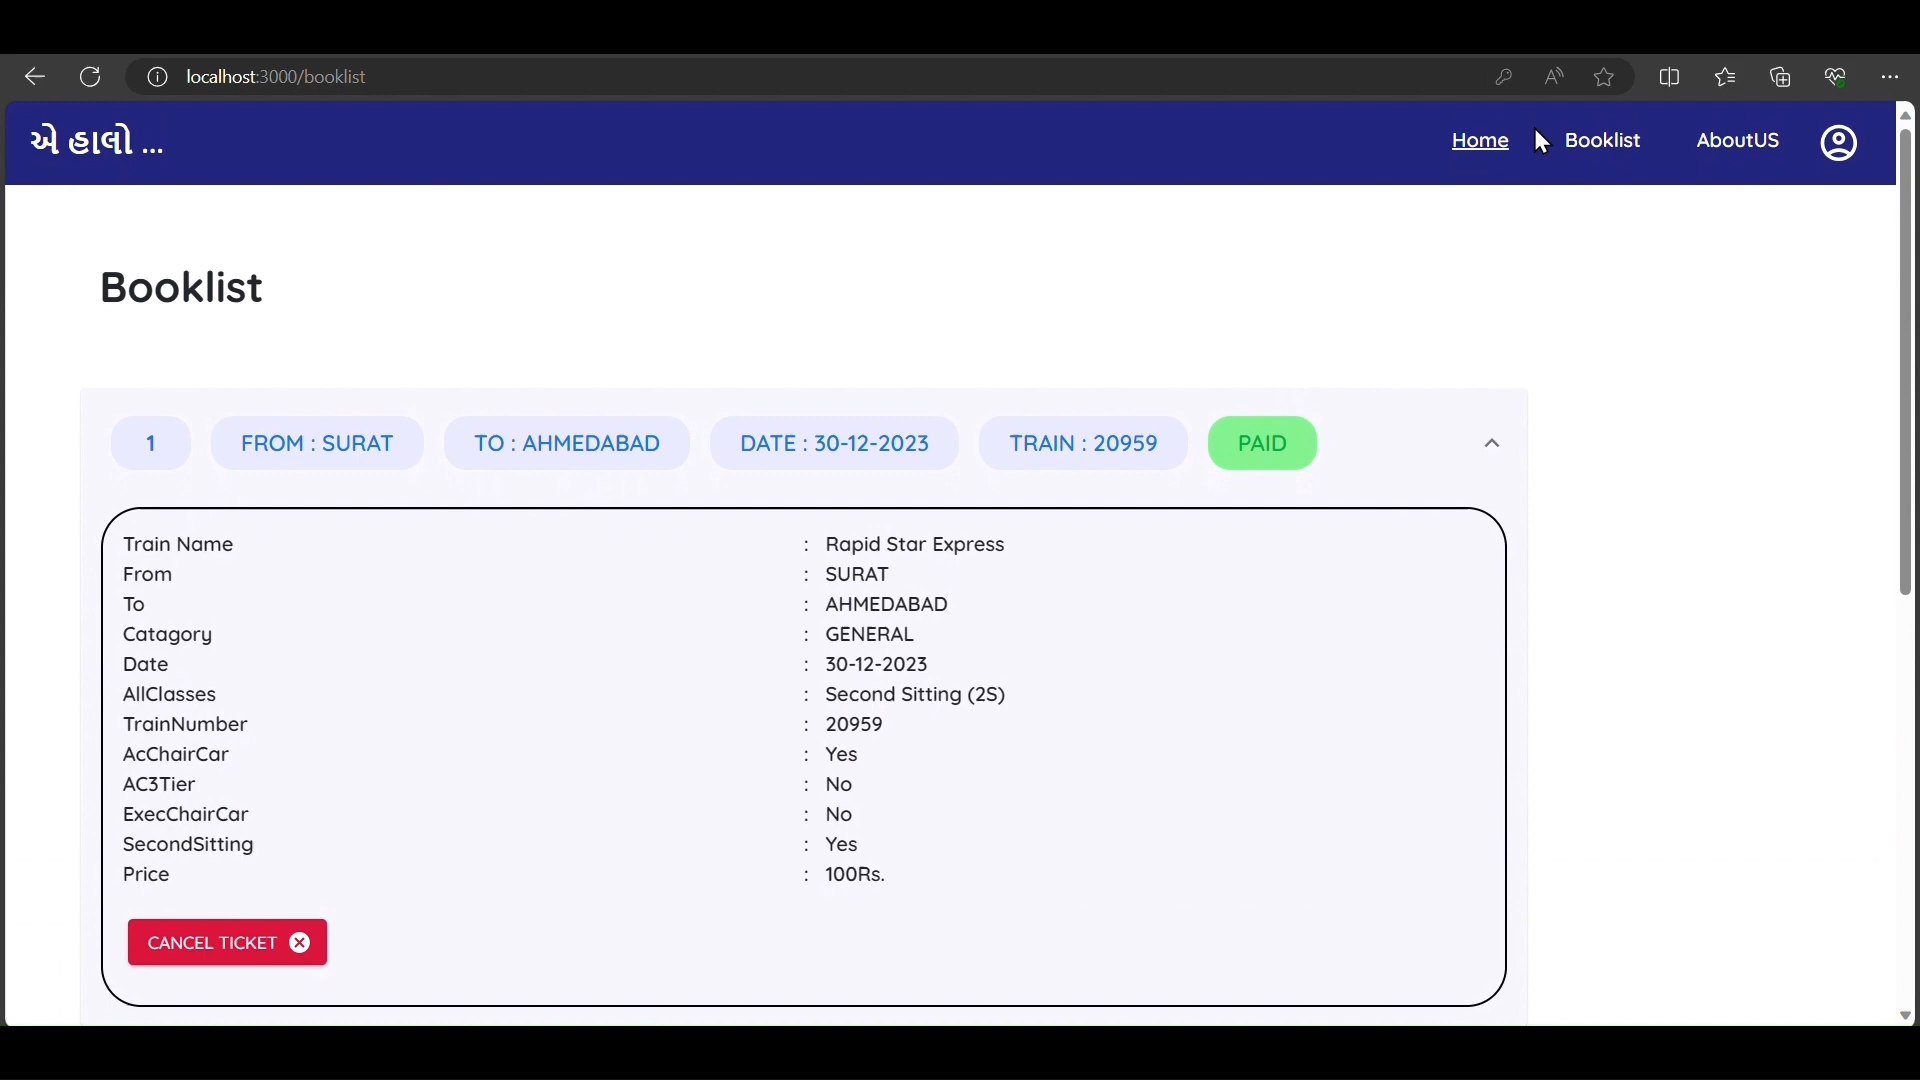 localhost:3000/booklist
એ હાલો ... Home Booklist AboutUS
Booklist
1 FROM : SURAT TO : AHMEDABAD DATE : 30-12-2023 TRAIN : 20959 PAID
Train Name : Rapid Star Express
From : SURAT
To : AHMEDABAD
Catagory : GENERAL
Date : 30-12-2023
AllClasses : Second Sitting (2S)
TrainNumber : 20959
AcChairCar : Yes
AC3Tier : No
ExecChairCar : No
SecondSitting : Yes
Price : 100Rs.
CANCEL TICKET